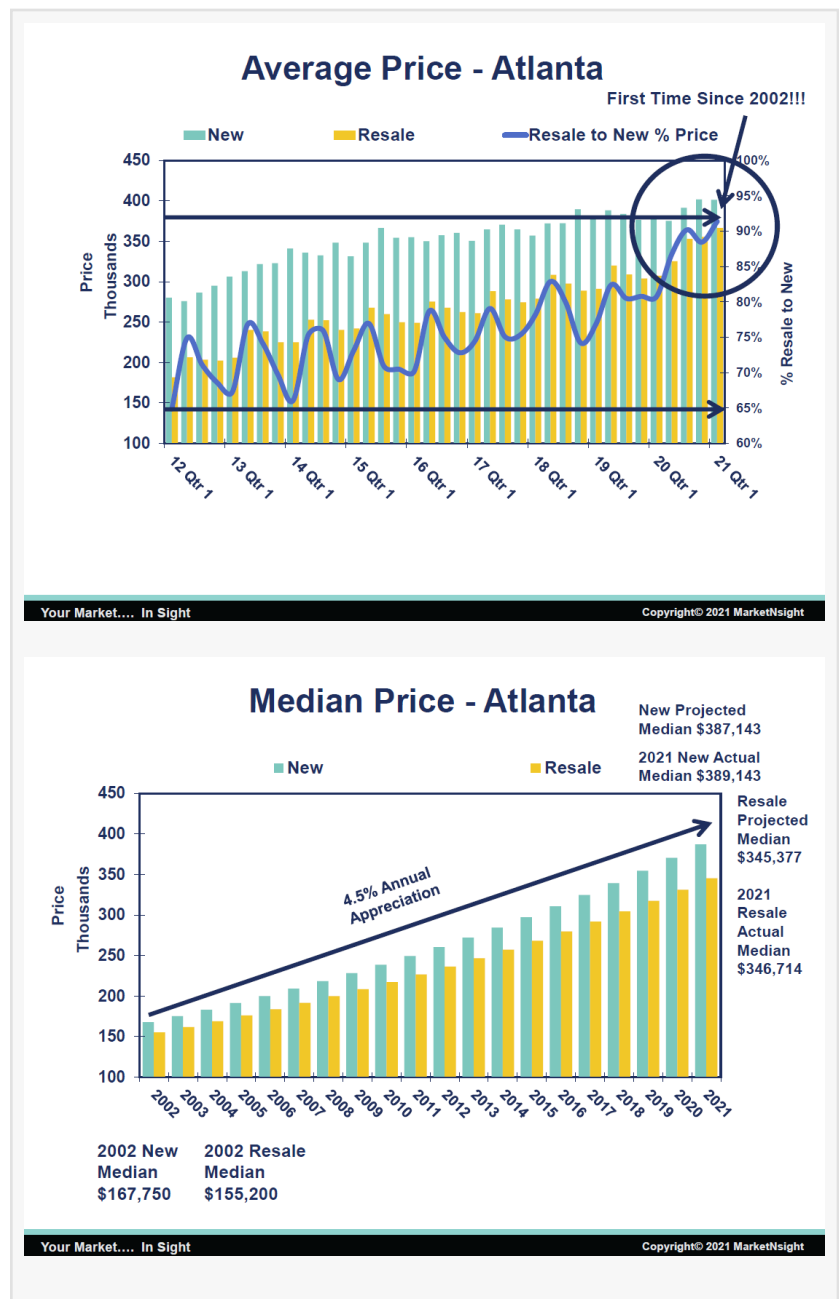 Average Price - Atlanta
First Time Since 2002!!!
New
Resale
Resale to New % Price
450
400
350
300
250
200
150
100
Price
Thousands
100%
95%
90%
85%
80%
75%
70%
65%
60%
% Resale to New
12 Qtr 1
13 Qtr 1
14 Qtr 1
15 Qtr 1
16 Qtr 1
17 Qtr 1
18 Qtr 1
19 Qtr 1
20 Qtr 1
21 Qtr 1
Your Market.... In Sight
Copyright© 2021 MarketNsight
Median Price - Atlanta
New Projected
Median $387,143
2021 New Actual
Median $389,143
New
Resale
450
400
350
300
250
200
150
100
Price
Thousands
4.5% Annual
Appreciation
Resale
Projected
Median
$345,377
2021
Resale
Actual
Median
$346,714
2002
2003
2004
2005
2006
2007
2008
2009
2010
2011
2012
2013
2014
2015
2016
2017
2018
2019
2020
2021
2002 New
Median
$167,750
2002 Resale
Median
$155,200
Your Market.... In Sight
Copyright© 2021 MarketNsight